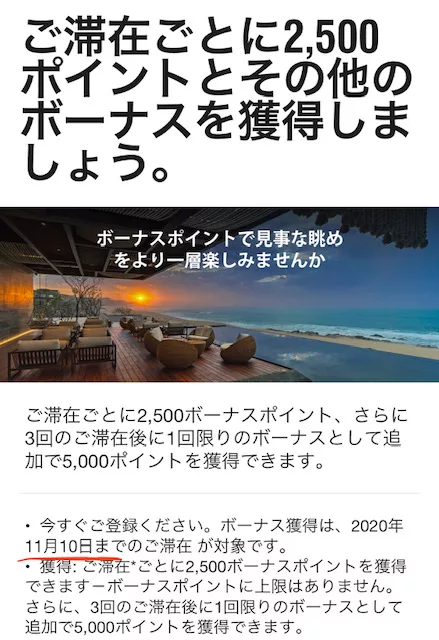 ご滞在ごとに2,500
ポイントとその他の
ボーナスを獲得しま
しょう。
ボーナスポイントで見事な眺め
をより一層楽しみませんか
ご滞在ごとに2,500ボーナスポイント、さらに
3回のご滞在後に1回限りのボーナスとして追
加で5,000ポイントを獲得できます。
• 今すぐご登録ください。ボーナス獲得は、2020年
11月10日までのご滞在 が対象です。
• 獲得: ご滞在*ごとに2,500ボーナスポイントを獲得
できますーボーナスポイントに上限はありません。
さらに、3回のご滞在後に1回限りのボーナスとして
追加で5,000ポイントを獲得できます。